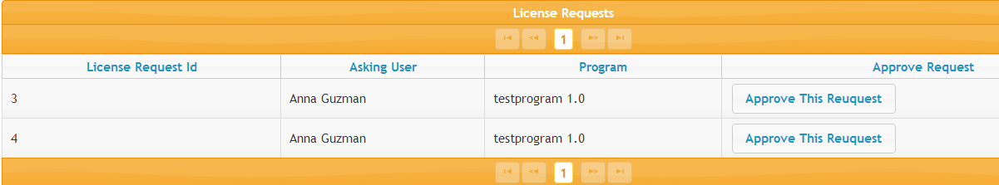 License Requests
1
License Request Id Asking User Program Approve Request
3 Anna Guzman testprogram 1.0 Approve This Reuquest
4 Anna Guzman testprogram 1.0 Approve This Reuquest
1